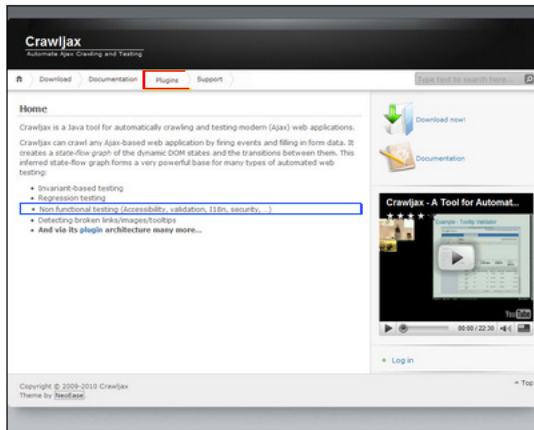 Crawljax
Automate Ajax Crawling and Testing
Download Documentation Plugins Support
Type text to search here...
Home
Crawljax is a Java tool for automatically crawling and testing modern (Ajax) web applications.
Crawljax can crawl any Ajax-based web application by firing events and filling in form data. It
creates a state-flow graph of the dynamic DOM states and the transitions between them. This
inferred state-flow graph forms a very powerful base for many types of automated web
testing:
Invariant-based testing
Regression testing
Non functional testing (Accessibility, validation, I18n, security, ..)
Detecting broken links/images/tooltips
And via its plugin architecture many more...
Download now!
Documentation
Crawljax - A Tool for Automat...
Example - Tooltip Validator
YouTube
00:00 / 22:30
Log in
Copyright © 2009-2010 Crawljax
Theme by NeoEase.
^ Top